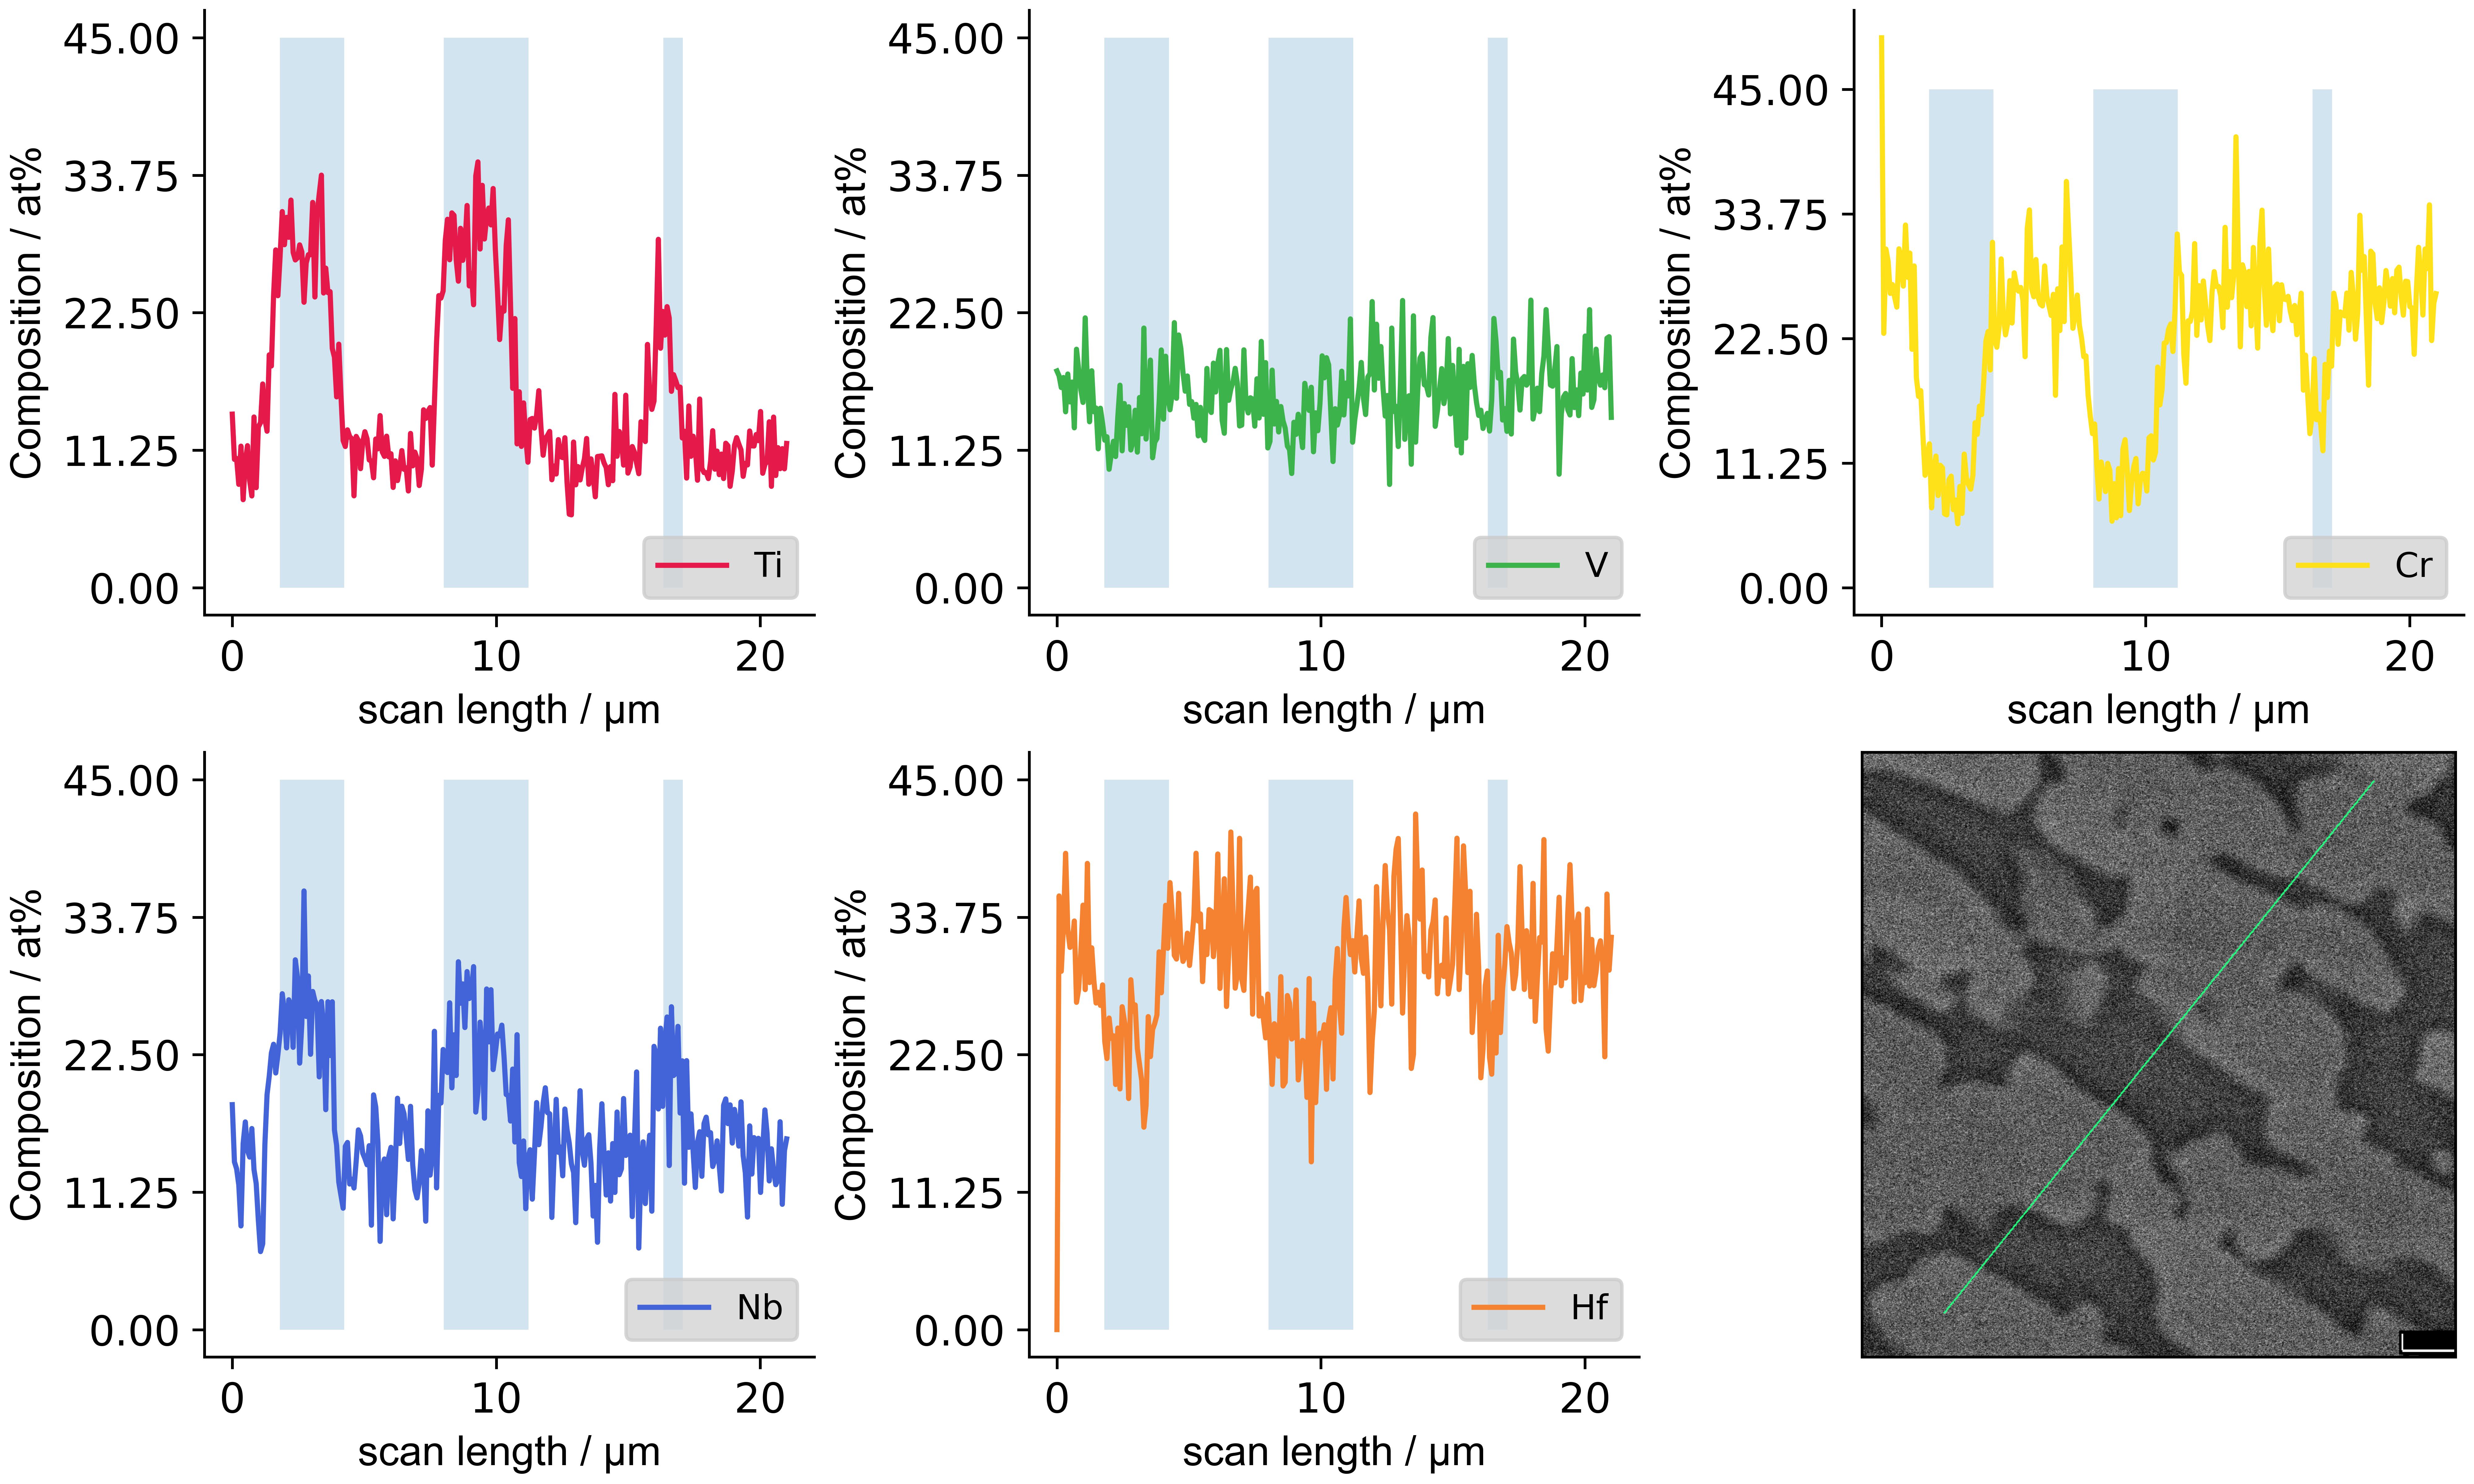 45.00
33.75
22.50
11.25
0.00
Composition / at%
0
10
20
scan length / µm
Ti
45.00
33.75
22.50
11.25
0.00
Composition / at%
0
10
20
scan length / µm
V
45.00
33.75
22.50
11.25
0.00
Composition / at%
0
10
20
scan length / µm
Cr
45.00
33.75
22.50
11.25
0.00
Composition / at%
0
10
20
scan length / µm
Nb
45.00
33.75
22.50
11.25
0.00
Composition / at%
0
10
20
scan length / µm
Hf